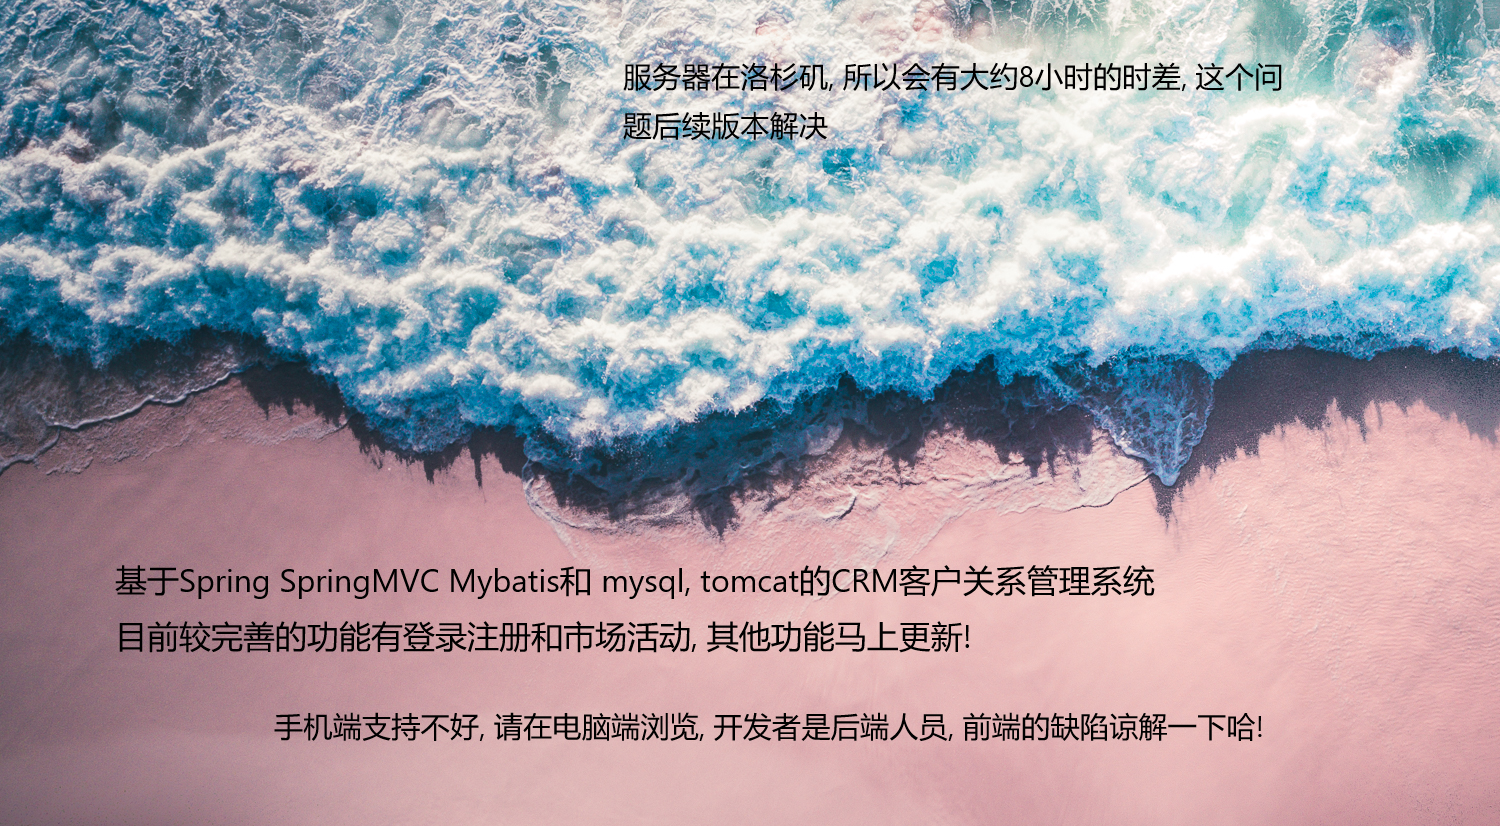 服务器在洛杉矶, 所以会有大约8小时的时差, 这个问
题后续版本解决
基于Spring SpringMVC Mybatis和 mysql, tomcat的CRM客户关系管理系统
目前较完善的功能有登录注册和市场活动, 其他功能马上更新!
手机端支持不好, 请在电脑端浏览, 开发者是后端人员, 前端的缺陷谅解一下哈!